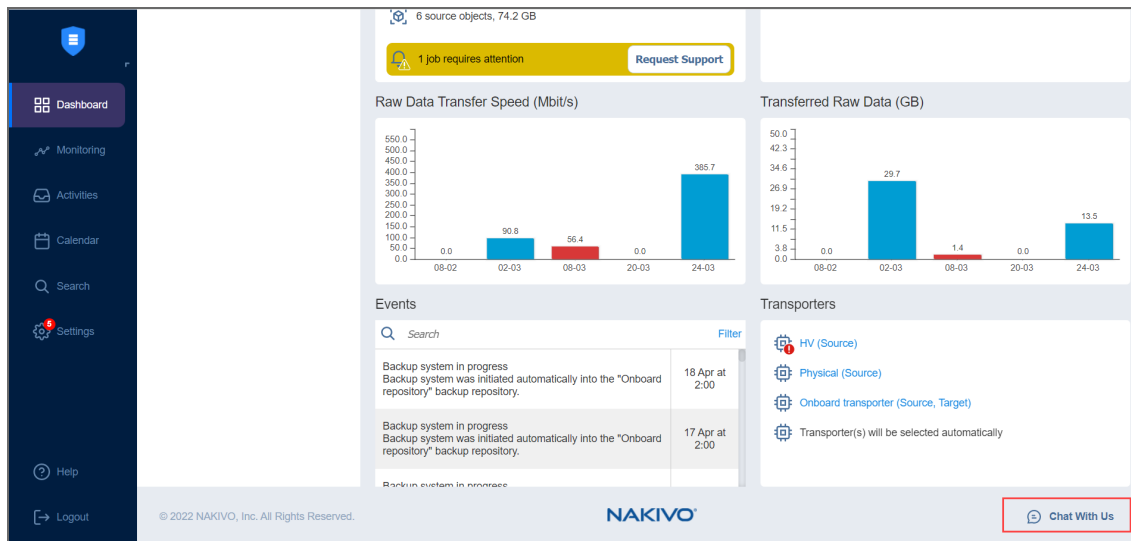 6 source objects, 74.2 GB
1 job requires attention
Request Support
Dashboard
Monitoring
Activities
Calendar
Search
5
Settings
Help
Logout
Raw Data Transfer Speed (Mbit/s)
550.0
500.0
450.0
400.0
350.0
300.0
250.0
200.0
150.0
100.0
50.0
0.0
0.0
90.8
56.4
0.0
385.7
08-02
02-03
08-03
20-03
24-03
Transferred Raw Data (GB)
50.0
42.3
34.6
26.9
19.2
11.5
3.8
0.0
0.0
29.7
1.4
0.0
13.5
08-02
02-03
08-03
20-03
24-03
Events
Search
Filter
Backup system in progress
Backup system was initiated automatically into the "Onboard
repository" backup repository.
18 Apr at
2:00
Backup system in progress
Backup system was initiated automatically into the "Onboard
repository" backup repository.
17 Apr at
2:00
Backup system in progress
Transporters
HV (Source)
Physical (Source)
Onboard transporter (Source, Target)
Transporter(s) will be selected automatically
© 2022 NAKIVO, Inc. All Rights Reserved.
NAKIVO®
Chat With Us